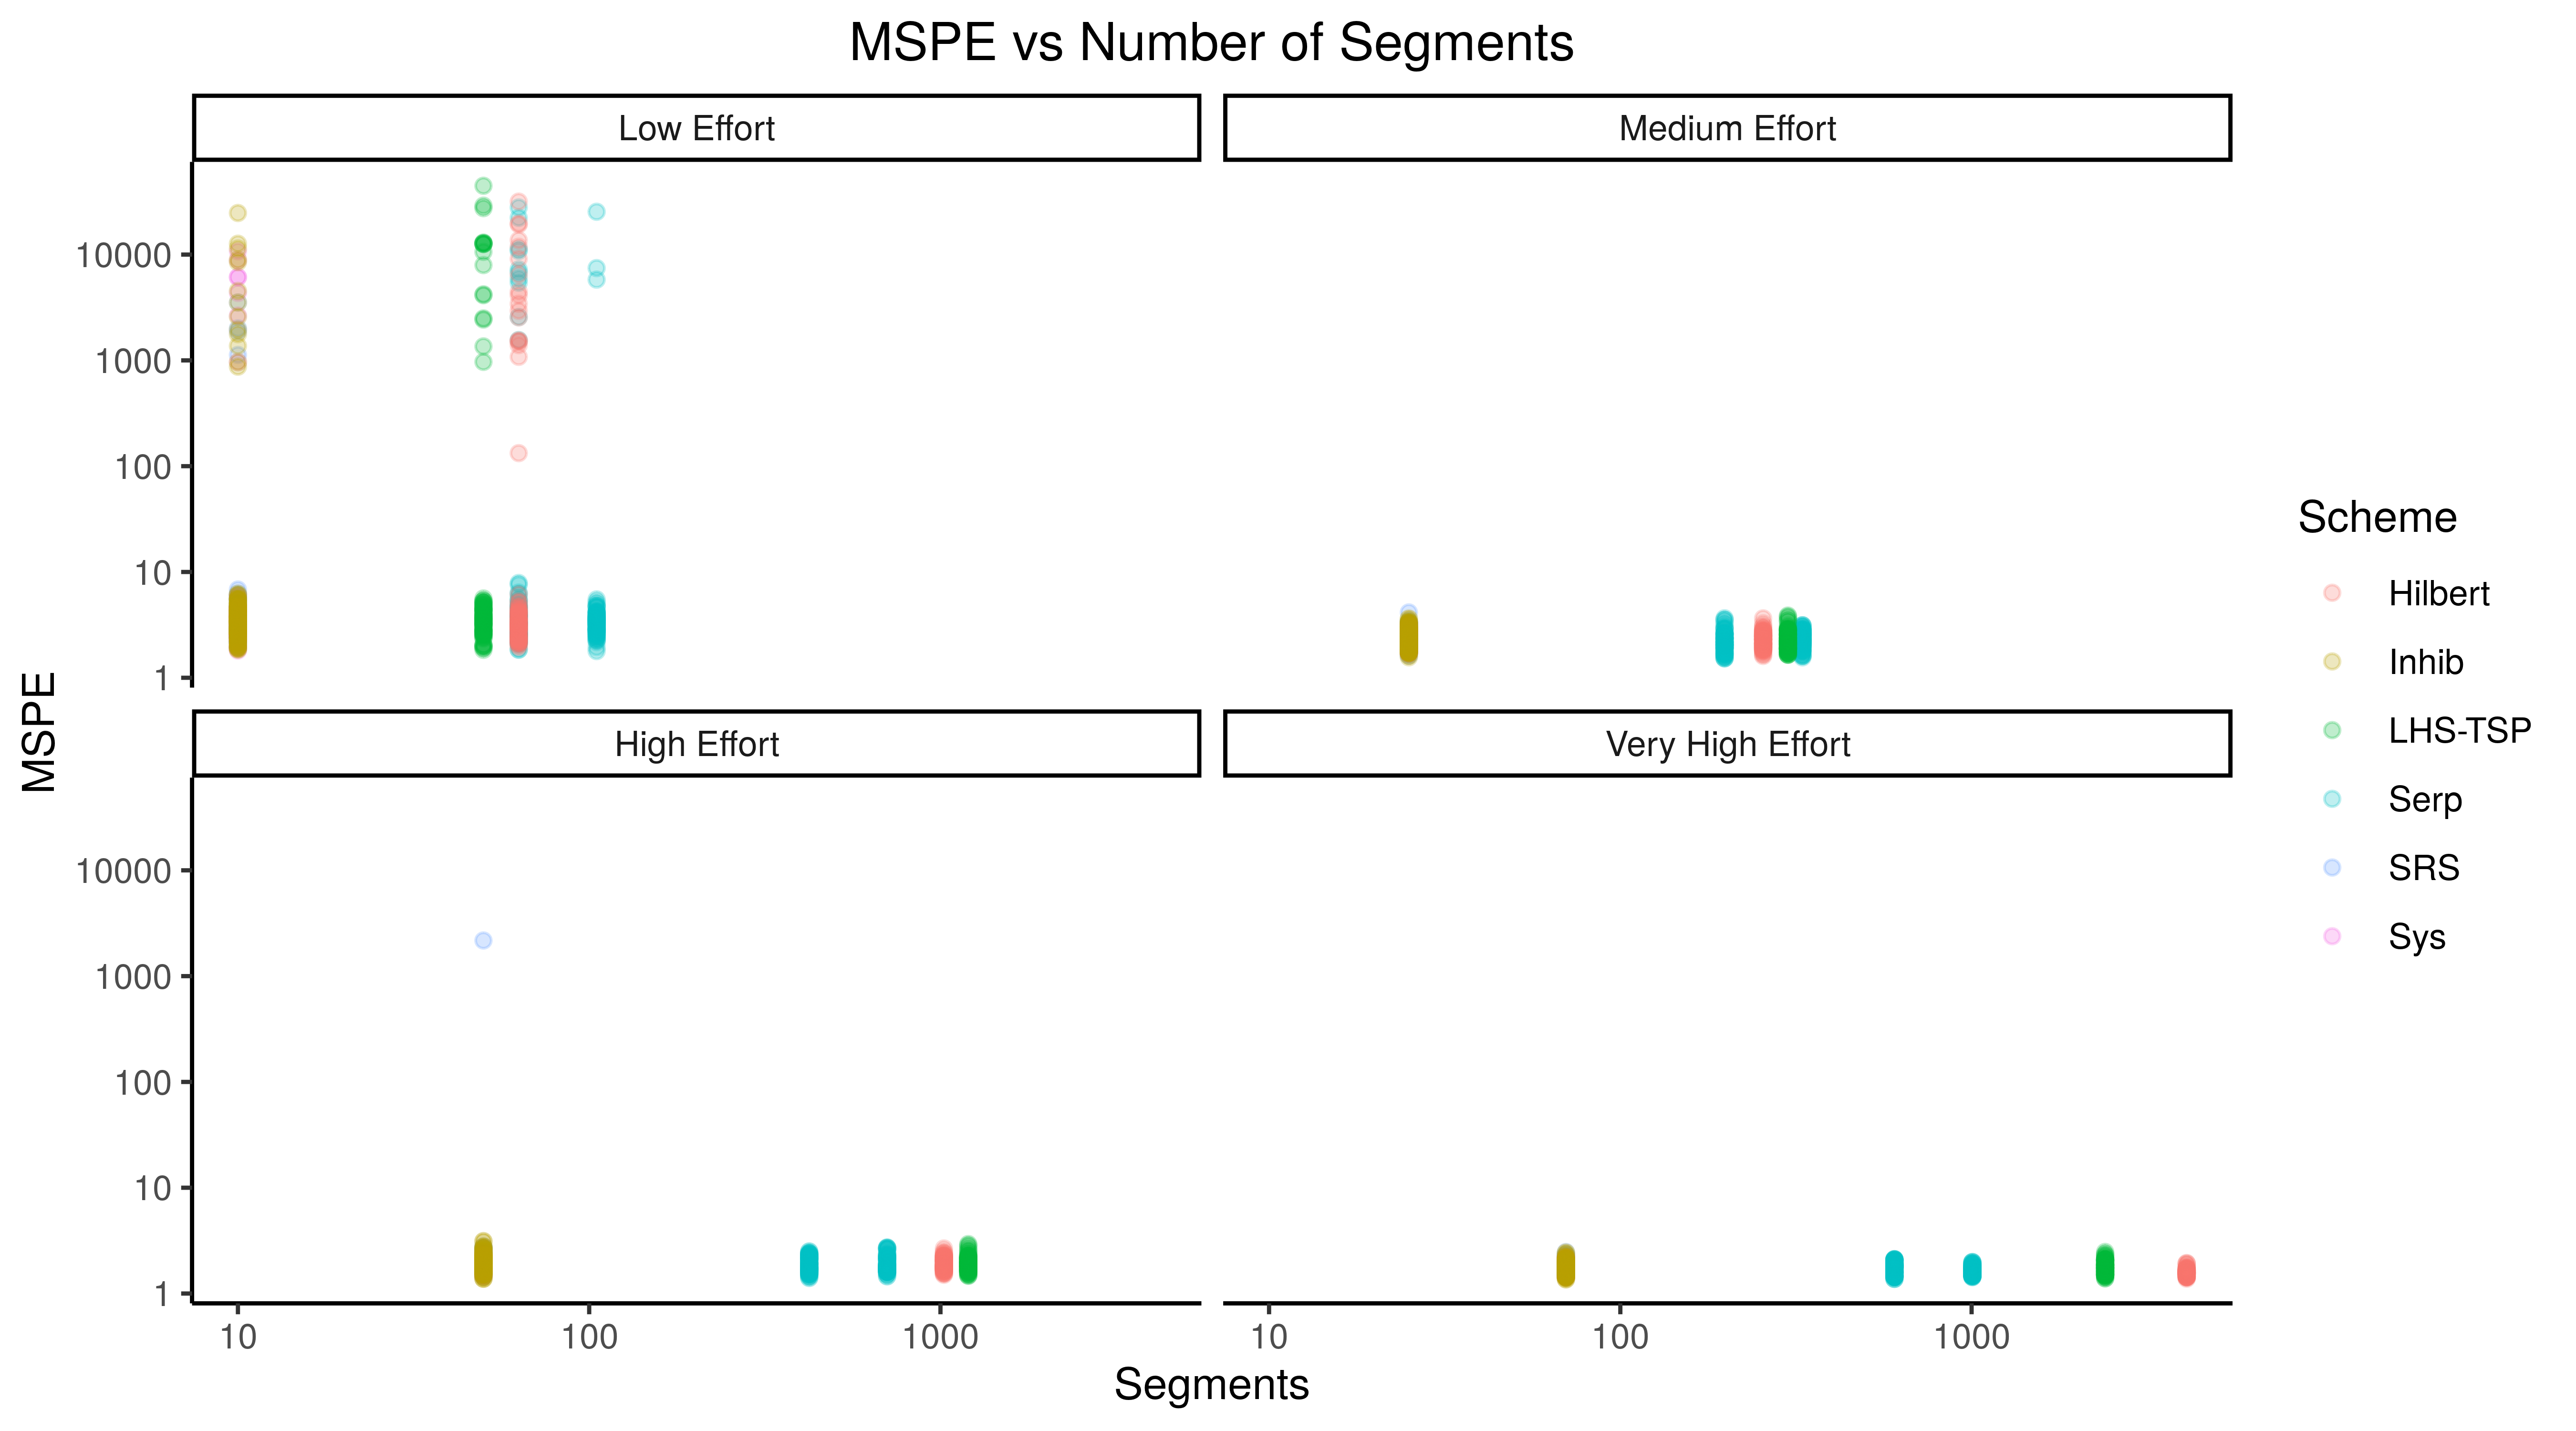 MSPE vs Number of Segments
Low Effort
Medium Effort
10000
1000
100
10
1
High Effort
Very High Effort
10000
1000
100
10
1
10
100
1000
10
100
1000
Segments
MSPE
Scheme
Hilbert
Inhib
LHS-TSP
Serp
SRS
Sys